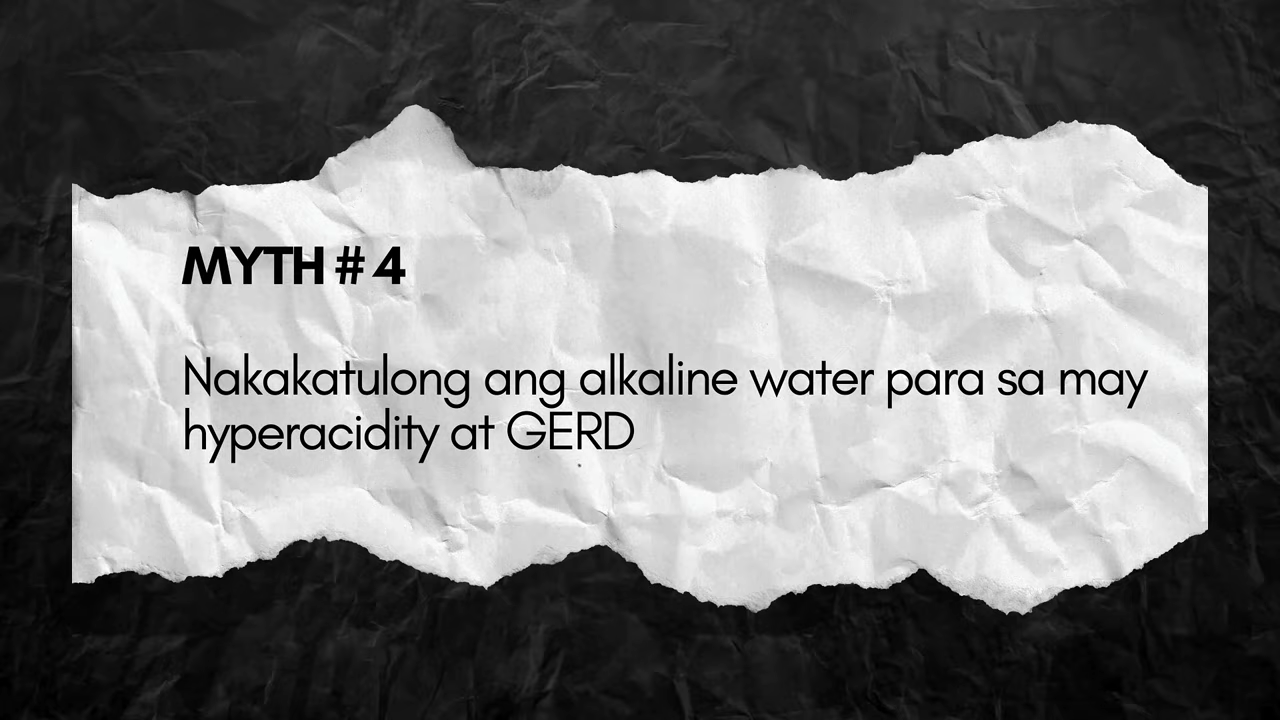 MYTH # 4
Nakakatulong ang alkaline water para sa may
hyperacidity at GERD